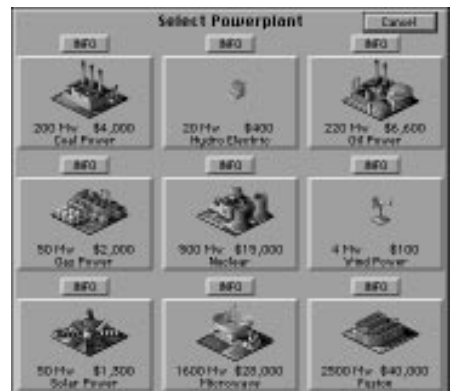 Select Powerplant
Cancel
INFO INFO INFO
200 Mw $4,000 20 Mw $400 220 Mw $6,600
Coal Power Hydro Electric Oil Power
INFO INFO INFO
50 Mw $2,000 500 Mw $15,000 4 Mw $100
Gas Power Nuclear Wind Power
INFO INFO INFO
50 Mw $1,300 1600 Mw $28,000 2500 Mw $40,000
Solar Power Microwave Fusion